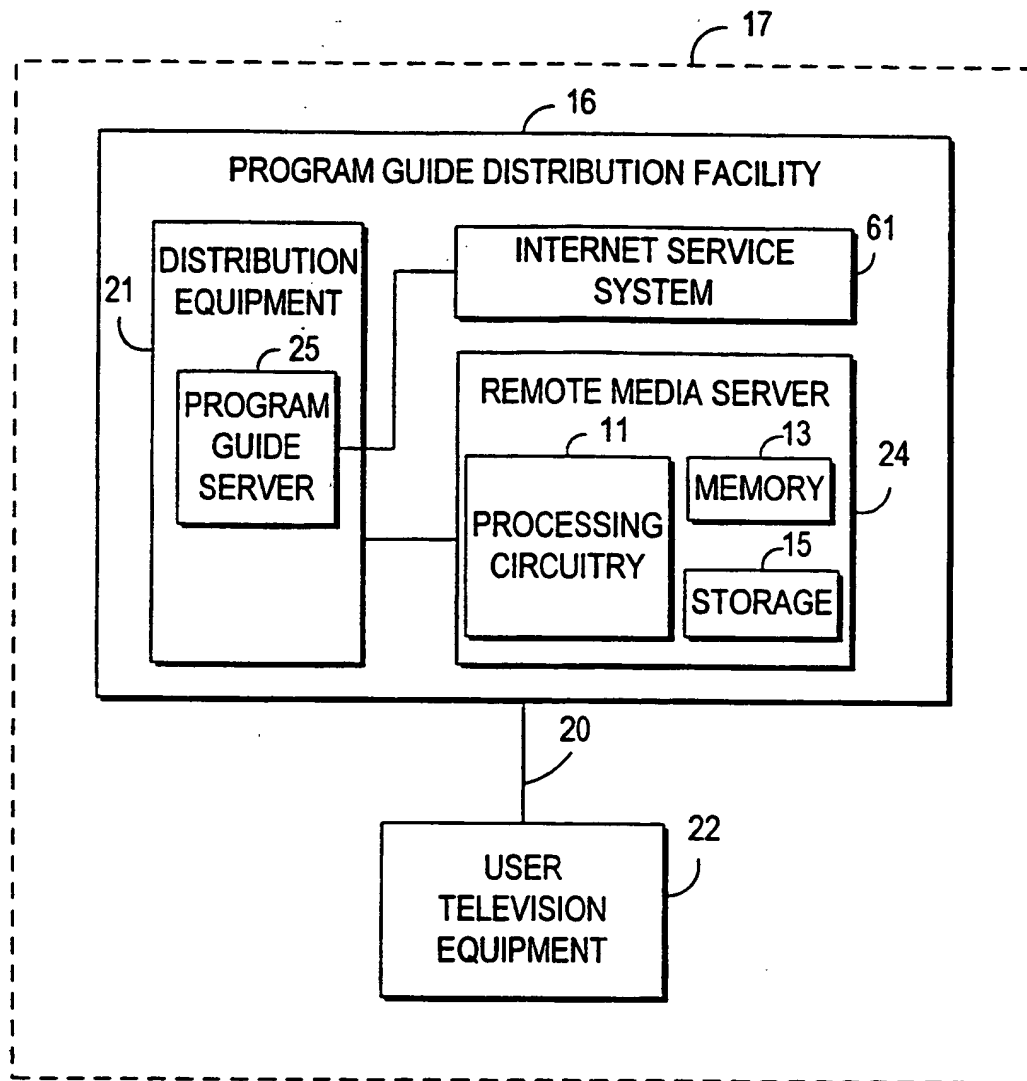 17
16
PROGRAM GUIDE DISTRIBUTION FACILITY
DISTRIBUTION
EQUIPMENT
21
25
PROGRAM
GUIDE
SERVER
INTERNET SERVICE
SYSTEM
61
REMOTE MEDIA SERVER
11
PROCESSING
CIRCUITRY
13
MEMORY
15
STORAGE
24
20
USER
TELEVISION
EQUIPMENT
22